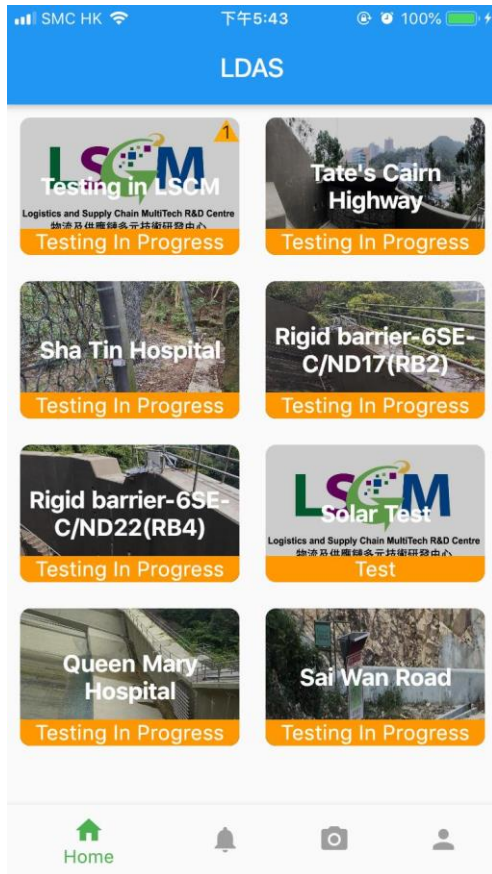 SMC HK 下午5:43 100%
LDAS
1
LSCM
Testing in LSCM
Logistics and Supply Chain MultiTech R&D Centre
物流及供應鏈多元技術研發中心
Testing In Progress
Tate's Cairn
Highway
Testing In Progress
Sha Tin Hospital
Testing In Progress
Rigid barrier-6SE-
C/ND17(RB2)
Testing In Progress
Rigid barrier-6SE-
C/ND22(RB4)
Testing In Progress
LSCM
Solar Test
Logistics and Supply Chain MultiTech R&D Centre
物流及供應鏈多元技術研發中心
Test
Queen Mary
Hospital
Testing In Progress
Sai Wan Road
Testing In Progress
Home